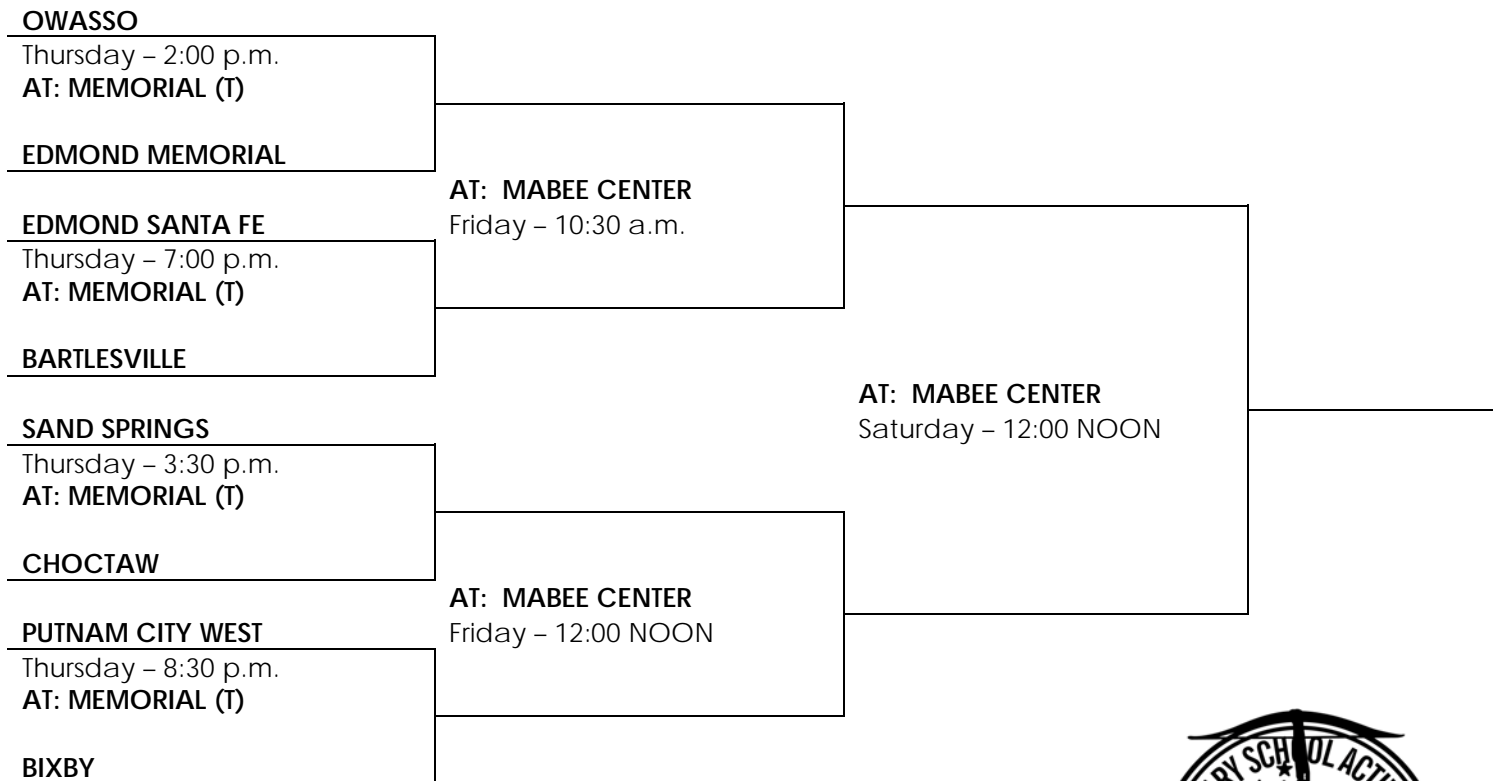 OWASSO
Thursday – 2:00 p.m.
AT: MEMORIAL (T)
EDMOND MEMORIAL
AT:  MABEE CENTER
Friday – 10:30 a.m.
EDMOND SANTA FE
Thursday – 7:00 p.m.
AT: MEMORIAL (T)
BARTLESVILLE
AT:  MABEE CENTER
Saturday – 12:00 NOON
SAND SPRINGS
Thursday – 3:30 p.m.
AT: MEMORIAL (T)
CHOCTAW
AT:  MABEE CENTER
Friday – 12:00 NOON
PUTNAM CITY WEST
Thursday – 8:30 p.m.
AT: MEMORIAL (T)
BIXBY
SCHOOL